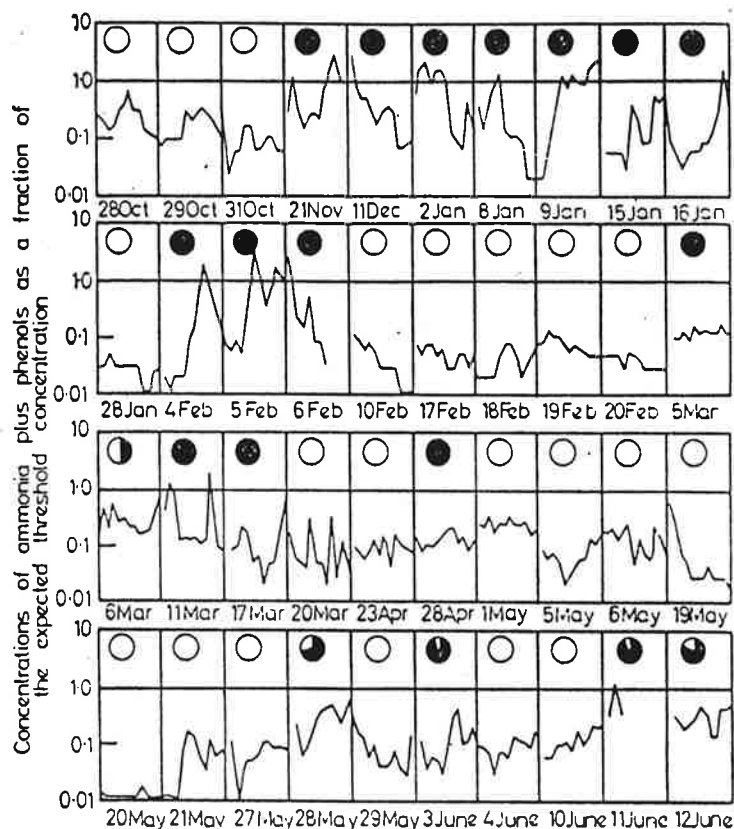 Concentrations of ammonia plus phenols as a fraction of
the expected threshold concentration
10
1·0
0·1
0·01
28Oct 29Oct 31Oct 21Nov 11Dec 2Jan 8Jan 9Jan 15Jan 16Jan
10
1·0
0·1
0·01
28Jan 4Feb 5Feb 6Feb 10Feb 17Feb 18Feb 19Feb 20Feb 5Mar
10
1·0
0·1
0·01
6Mar 11Mar 17Mar 20Mar 23Apr 28Apr 1May 5May 6May 19May
10
1·0
0·1
0·01
20May 21May 27May 28May 29May 3June 4June 10June 11June 12June